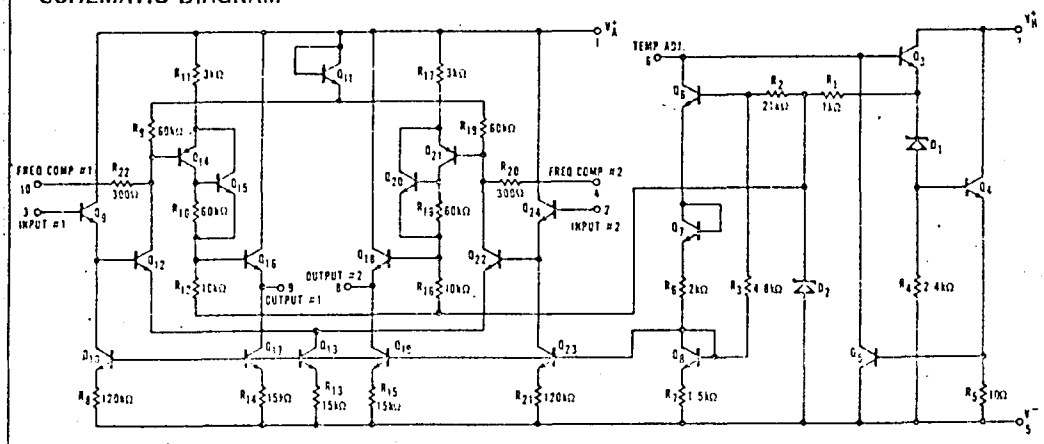 SCHEMATIC DIAGRAM
V+A
1
V+H
7
TEMP ADJ.
6
Q3
Q11
R11
3kΩ
R17
3kΩ
Q6
R2
21kΩ
R1
1kΩ
R9
60kΩ
Q14
Q21
R19
60kΩ
D1
FREQ COMP #1
10
R22
300Ω
Q15
Q20
R20
300Ω
FREQ COMP #2
4
Q4
3
INPUT #1
Q9
R10
60kΩ
60kΩ
Q24
2
INPUT #2
Q7
Q12
Q16
OUTPUT #2
8
Q18
Q22
9
OUTPUT #1
10kΩ
R16
10kΩ
R6
2kΩ
R3
4.8kΩ
D2
R4
2.4kΩ
Q10
Q17
Q13
Q19
Q23
Q8
Q5
R8
120kΩ
R14
15kΩ
R13
15kΩ
R15
15kΩ
R21
120kΩ
R7
1.5kΩ
R5
10Ω
V−
5